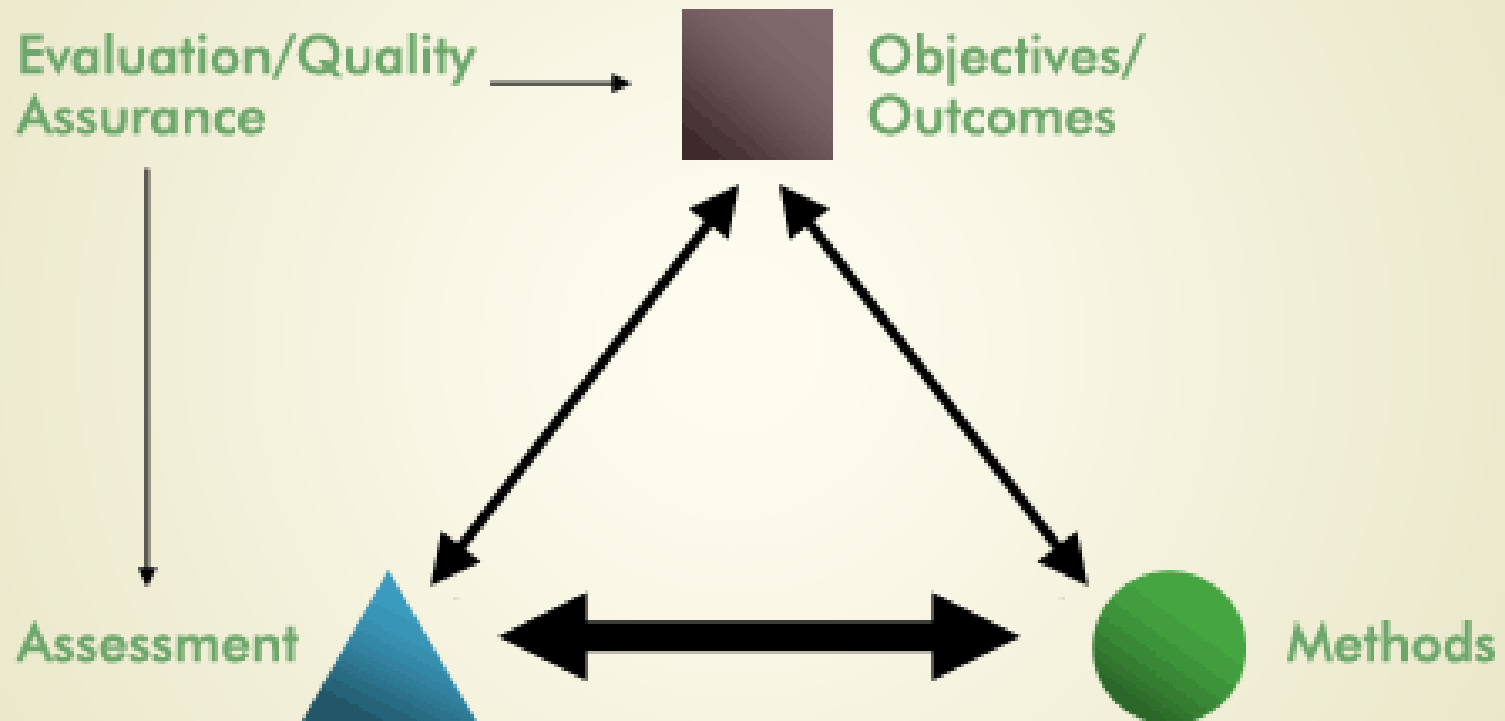 Evaluation/Quality
Assurance
Objectives/
Outcomes
Assessment
Methods